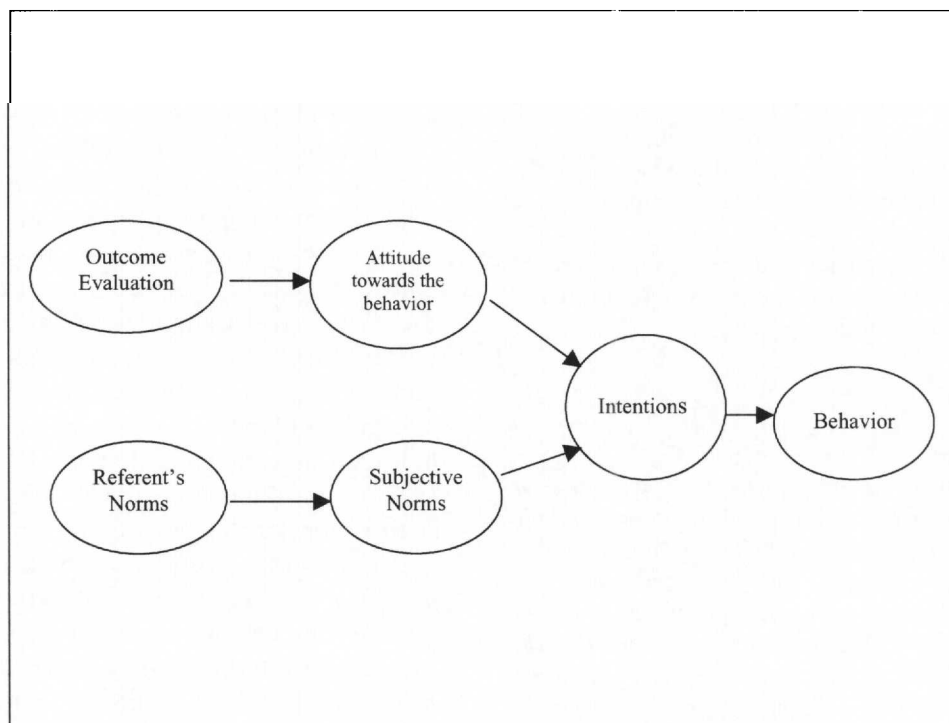 Outcome
Evaluation
Attitude
towards the
behavior
Intentions
Behavior
Referent's
Norms
Subjective
Norms